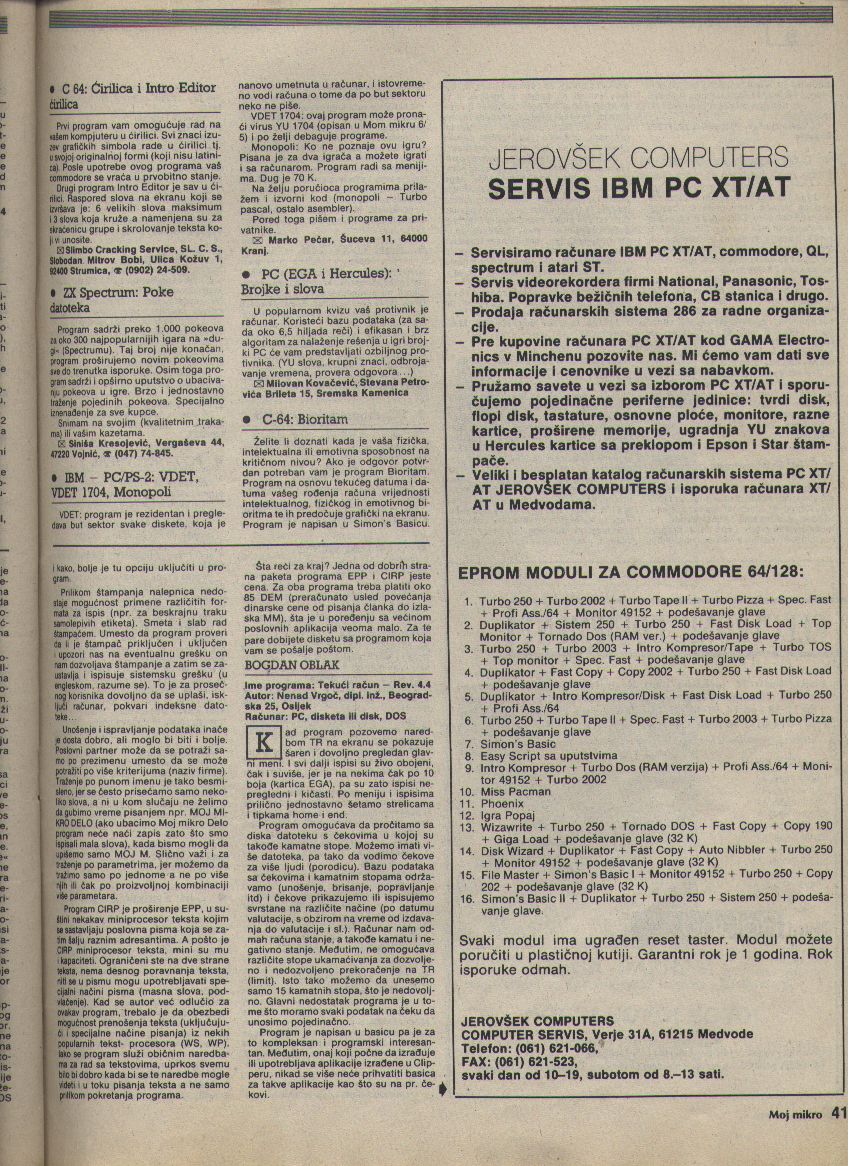 • C 64: Ćirilica i Intro Editor
ćirilica
Prvi program vam omogućuje rad na
vašem kompjuteru u ćirilici. Svi znaci izu-
zev grafičkih simbola rade u ćirilici tj.
u svojoj originalnoj formi (koji nisu latini-
ca). Posle upotrebe ovog programa vaš
commodore se vraća u prvobitno stanje.
Drugi program Intro Editor je sav u ći-
rilici. Raspored slova na ekranu koji se
izvršava je: 6 velikih slova maksimum
i 3 slova koja kruže a namenjena su za
skraćenicu grupe i skrolovanje teksta ko-
ji vi unosite.
✉ Slimbo Cracking Service, SL. C. S.,
Slobodan Mitrov Bobi, Ulica Kožuv 1,
92400 Strumica, ☎ (0902) 24-509.
• ZX Spectrum: Poke
datoteka
Program sadrži preko 1.000 pokeova
za oko 300 najpopularnijih igara na »du-
gi« (Spectrumu). Taj broj nije konačan,
program proširujemo novim pokeovima
sve do trenutka isporuke. Osim toga pro-
gram sadrži i opširno uputstvo o ubaciva-
nju pokeova u igre. Brzo i jednostavno
traženje pojedinih pokeova. Specijalno
iznenađenje za sve kupce.
Snimam na svojim (kvalitetnim traka-
ma) ili vašim kazetama.
✉ Siniša Kresojević, Vergaševa 44,
47220 Vojnić, ☎ (047) 74-845.
• IBM – PC/PS-2: VDET,
VDET 1704, Monopoli
VDET: program je rezidentan i pregle-
dava but sektor svake diskete, koja je
nanovo umetnuta u računar, i istovreme-
no vodi računa o tome da po but sektoru
neko ne piše.
VDET 1704: ovaj program može prona-
ći virus YU 1704 (opisan u Mom mikru 6/
5) i po želji debaguje programe.
Monopoli: Ko ne poznaje ovu igru?
Pisana je za dva igrača a možete igrati
i sa računarom. Program radi sa meniji-
ma. Dug je 70 K.
Na želju poručioca programima prila-
žem i izvorni kod (monopoli – Turbo
pascal, ostalo asembler).
Pored toga pišem i programe za pri-
vatnike.
✉ Marko Pečar, Šuceva 11, 64000
Kranj.
• PC (EGA i Hercules):
Brojke i slova
U popularnom kvizu vaš protivnik je
računar. Koristeći bazu podataka (za sa-
da oko 6,5 hiljada reči) i efikasan i brz
algoritam za nalaženje rešenja u igri broj-
ki PC će vam predstavljati ozbiljnog pro-
tivnika. (YU slova, krupni znaci, odbroja-
vanje vremena, provera odgovora...)
✉ Milovan Kovačević, Stevana Petro-
vića Brileta 15, Sremska Kamenica
• C-64: Bioritam
Želite li doznati kada je vaša fizička,
intelektualna ili emotivna sposobnost na
kritičnom nivou? Ako je odgovor potvr-
dan potreban vam je program Bioritam.
Program na osnovu tekućeg datuma i da-
tuma vašeg rođenja računa vrijednosti
intelektualnog, fizičkog in emotivnog bi-
oritma te ih predočuje grafički na ekranu.
Program je napisan u Simon's Basicu.
i kako, bolje je tu opciju uključiti u pro-
gram.
Prilikom štampanja nalepnica nedo-
staje mogućnost primene različitih for-
mata za ispis (npr. za beskrajnu traku
samolepivih etiketa). Smeta i slab rad
štampačem. Umesto da program proveri
da li je štampač priključen i uključen
i upozori nas na eventualnu grešku on
nam dozvoljava štampanje a zatim se za-
ustavlja i ispisuje sistemsku grešku (u
engleskom, razume se). To je za proseč-
nog korisnika dovoljno da se uplaši, isk-
ljuči računar, pokvari indeksne dato-
teke...
Unošenje i ispravljanje podataka inače
je dosta dobro, ali moglo bi biti i bolje.
Poslovni partner može da se potraži sa-
mo po prezimenu umesto da se može
potražiti po više kriterijuma (naziv firme).
Traženje po punom imenu je tako besmi-
sleno, jer se često prisećamo samo neko-
liko slova, a ni u kom slučaju ne želimo
da gubimo vreme pisanjem npr. MOJ MI-
KRO DELO (ako ubacimo Moj mikro Delo
program neće naći zapis zato što smo
ispisali mala slova), kada bismo mogli da
upišemo samo MOJ M. Slično važi i za
traženje po parametrima, jer možemo da
tražimo samo po jednome a ne po više
njih ili čak po proizvoljnoj kombinaciji
više parametara.
Program CIRP je proširenje EPP, u su-
štini nekakav miniprocesor teksta kojim
se sastavljaju poslovna pisma koja se za-
tim šalju raznim adresantima. A pošto je
CIRP miniprocesor teksta, mini su mu
i kapaciteti. Ograničeni ste na dve strane
teksta, nema desnog poravnanja teksta,
niti se u pismu mogu upotrebljavati spe-
cijalni načini pisma (masna slova, pod-
vlačenje). Kad se autor već odlučio za
ovakav program, trebalo je da obezbedi
mogućnost prenošenja teksta (uključuju-
ći i specijalne načine pisanja) iz nekih
popularnih tekst- procesora (WS, WP).
Iako se program služi običnim naredba-
ma za rad sa tekstovima, uprkos svemu
bilo bi dobro kada bi se te naredbe mogle
videti i u toku pisanja teksta a ne samo
prilikom pokretanja programa.
Šta reći za kraj? Jedna od dobrih stra-
na paketa programa EPP i CIRP jeste
cena. Za oba programa treba platiti oko
85 DEM (preračunato usled povećanja
dinarske cene od pisanja članka do izla-
ska MM), šta je u poređenju sa većinom
poslovnih aplikacija veoma malo. Za te
pare dobijete disketu sa programom koja
vam se pošalje poštom.
BOGDAN OBLAK
Ime programa: Tekući račun – Rev. 4.4
Autor: Nenad Vrgoč, dipl. inž., Beograd-
ska 25, Osijek
Računar: PC, disketa ili disk, DOS
Kad program pozovemo nared-
bom TR na ekranu se pokazuje
šaren i dovoljno pregledan glav-
ni meni. I svi dalji ispisi su živo obojeni,
čak i suviše, jer je na nekima čak po 10
boja (kartica EGA), pa su zato ispisi ne-
pregledni i kičasti. Po meniju i ispisima
prilično jednostavno šetamo strelicama
i tipkama home i end.
Program omogućava da pročitamo sa
diska datoteku s čekovima u kojoj su
takođe kamatne stope. Možemo imati vi-
še datoteka, pa tako da vodimo čekove
za više ljudi (porodicu). Bazu podataka
sa čekovima i kamatnim stopama održa-
vamo (unošenje, brisanje, popravljanje
itd) i čekove prikazujemo ili ispisujemo
svrstane na različite načine (po datumu
valutacije, s obzirom na vreme od izdava-
nja do valutacije i sl.). Računar nam od-
mah računa stanje, a takođe kamatu i ne-
gativno stanje. Međutim, ne omogućava
različite stope ukamaćivanja za dozvolje-
no i nedozvoljeno prekoračenje na TR
(limit). Isto tako možemo da unesemo
samo 15 kamatnih stopa, što je nedovolj-
no. Glavni nedostatak programa je u to-
me što moramo svaki podatak na čeku da
unosimo pojedinačno.
Program je napisan u basicu pa je za
to kompleksan i programski interesan-
tan. Međutim, onaj koji počne da izrađuje
ili upotrebljava aplikacije izrađene u Clip-
peru, nikad se više neće prihvatiti basica
za takve aplikacije kao što su na pr. če-
kovi.
JEROVŠEK COMPUTERS
SERVIS IBM PC XT/AT
– Servisiramo računare IBM PC XT/AT, commodore, QL,
spectrum i atari ST.
– Servis videorekordera firmi National, Panasonic, Tos-
hiba. Popravke bežičnih telefona, CB stanica i drugo.
– Prodaja računarskih sistema 286 za radne organiza-
cije.
– Pre kupovine računara PC XT/AT kod GAMA Electro-
nics v Minchenu pozovite nas. Mi ćemo vam dati sve
informacije i cenovnike u vezi sa nabavkom.
– Pružamo savete u vezi sa izborom PC XT/AT i sporu-
čujemo pojedinačne periferne jedinice: tvrdi disk,
flopi disk, tastature, osnovne ploče, monitore, razne
kartice, proširene memorije, ugradnja YU znakova
u Hercules kartice sa preklopom i Epson i Star štam-
pače.
– Veliki i besplatan katalog računarskih sistema PC XT/
AT JEROVŠEK COMPUTERS i isporuka računara XT/
AT u Medvodama.
EPROM MODULI ZA COMMODORE 64/128:
1. Turbo 250 + Turbo 2002 + Turbo Tape II + Turbo Pizza + Spec. Fast
+ Profi Ass./64 + Monitor 49152 + podešavanje glave
2. Duplikator + Sistem 250 + Turbo 250 + Fast Disk Load + Top
Monitor + Tornado Dos (RAM ver.) + podešavanje glave
3. Turbo 250 + Turbo 2003 + Intro Kompresor/Tape + Turbo TOS
+ Top monitor + Spec. Fast + podešavanje glave
4. Duplikator + Fast Copy + Copy 2002 + Turbo 250 + Fast Disk Load
+ podešavanje glave
5. Duplikator + Intro Kompresor/Disk + Fast Disk Load + Turbo 250
+ Profi Ass./64
6. Turbo 250 + Turbo Tape II + Spec. Fast + Turbo 2003 + Turbo Pizza
+ podešavanje glave
7. Simon's Basic
8. Easy Script sa uputstvima
9. Intro Kompresor + Turbo Dos (RAM verzija) + Profi Ass./64 + Moni-
tor 49152 + Turbo 2002
10. Miss Pacman
11. Phoenix
12. Igra Popaj
13. Wizawrite + Turbo 250 + Tornado DOS + Fast Copy + Copy 190
+ Giga Load + podešavanje glave (32 K)
14. Disk Wizard + Duplikator + Fast Copy + Auto Nibbler + Turbo 250
+ Monitor 49152 + podešavanje glave (32 K)
15. File Master + Simon's Basic I + Monitor 49152 + Turbo 250 + Copy
202 + podešavanje glave (32 K)
16. Simon's Basic II + Duplikator + Turbo 250 + Sistem 250 + podeša-
vanje glave.
Svaki modul ima ugrađen reset taster. Modul možete
poručiti u plastičnoj kutiji. Garantni rok je 1 godina. Rok
isporuke odmah.
JEROVŠEK COMPUTERS
COMPUTER SERVIS, Verje 31A, 61215 Medvode
Telefon: (061) 621-066,
FAX: (061) 621-523,
svaki dan od 10–19, subotom od 8.–13 sati.
Moj mikro 41